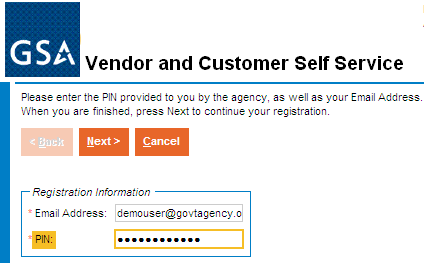 GSA
Vendor and Customer Self Service
Please enter the PIN provided to you by the agency, as well as your Email Address.
When you are finished, press Next to continue your registration.
< Back Next > Cancel
Registration Information
* Email Address: demouser@govtagency.o
* PIN: ••••••••••••